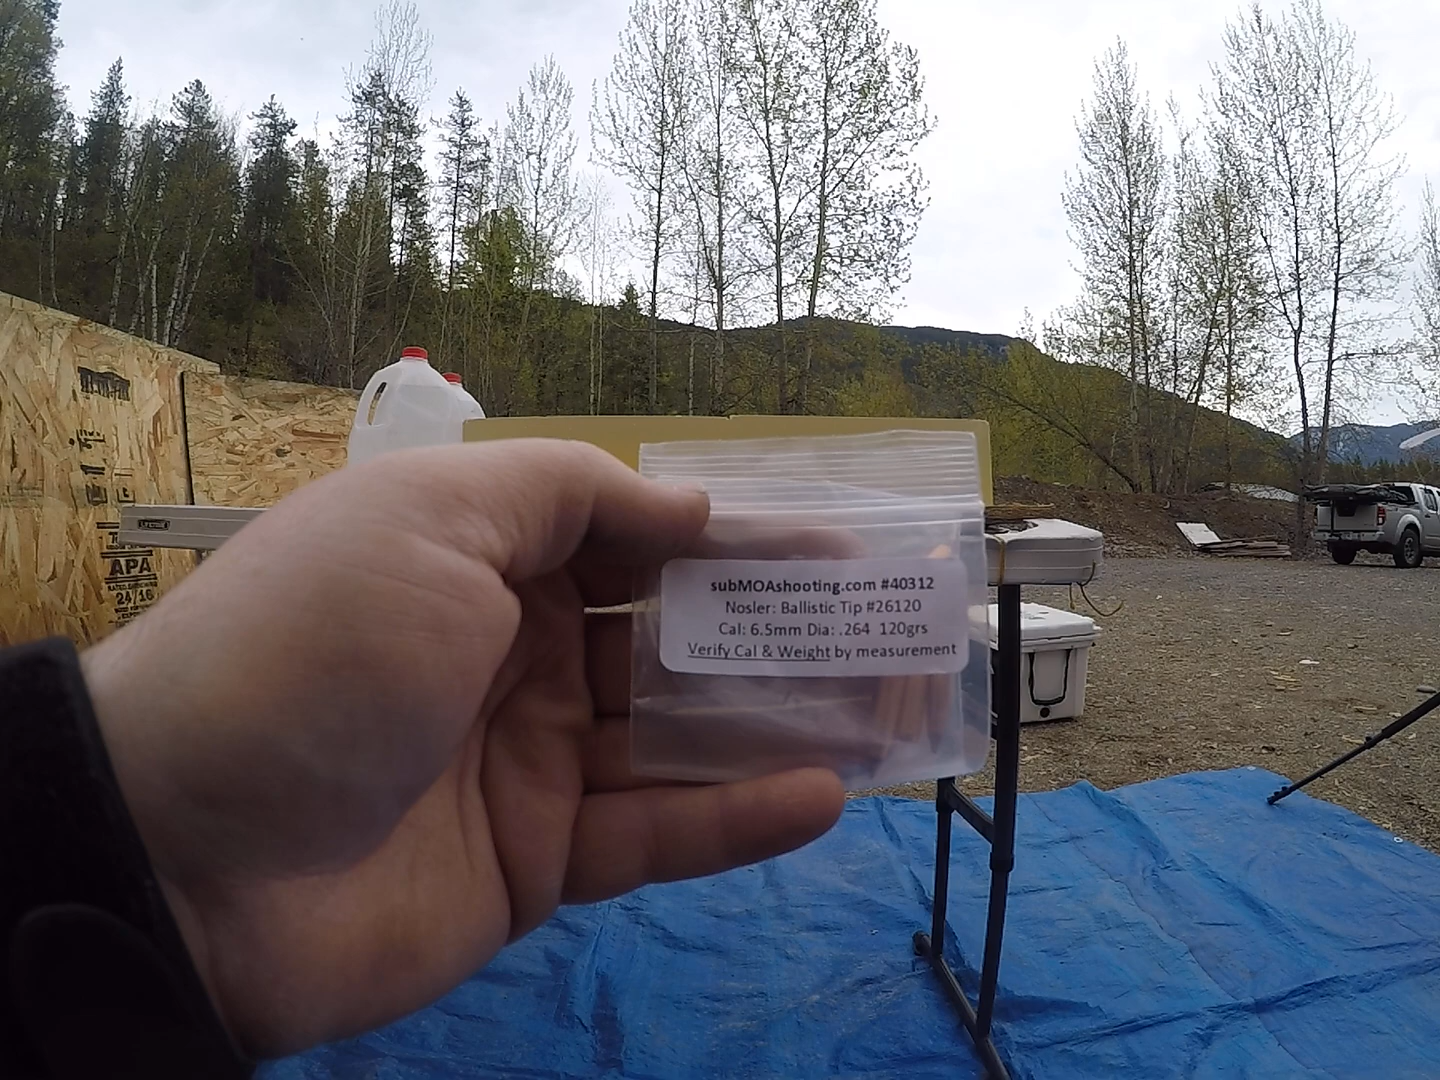 subMOAshooting.com #40312
Nosler: Ballistic Tip #26120
Cal: 6.5mm Dia: .264 120grs
Verify Cal & Weight by measurement
LIFETIME
APA
24/16